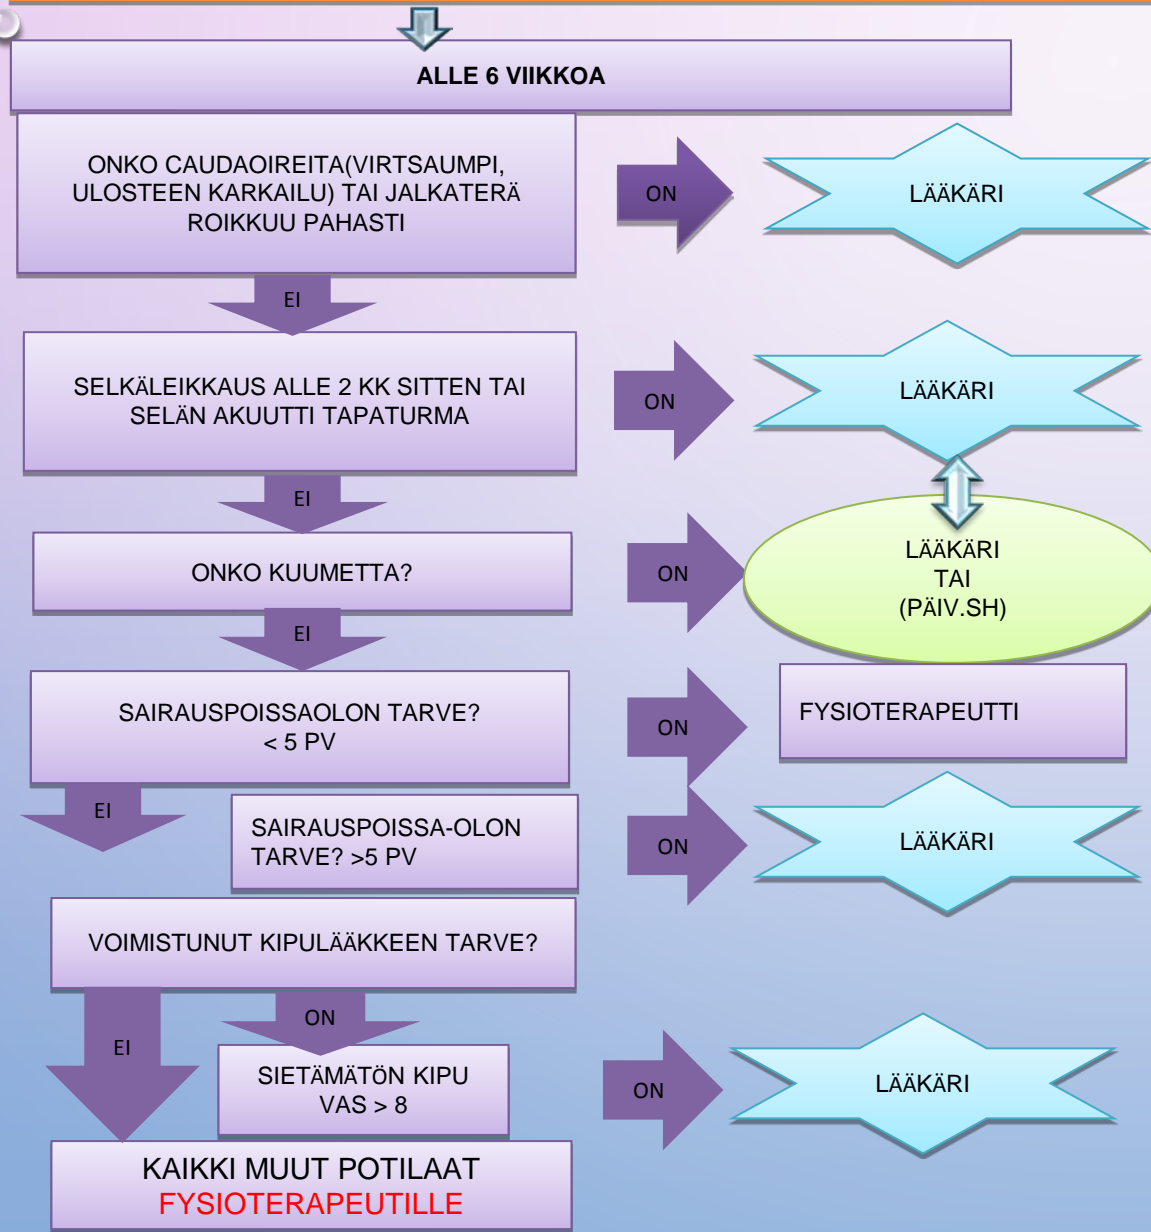 ALLE 6 VIIKKOA
ONKO CAUDAOIREITA(VIRTSAUMPI,
ULOSTEEN KARKAILU) TAI JALKATERÄ
ROIKKUU PAHASTI
ON
LÄÄKÄRI
EI
SELKÄLEIKKAUS ALLE 2 KK SITTEN TAI
SELÄN AKUUTTI TAPATURMA
ON
LÄÄKÄRI
EI
ONKO KUUMETTA?
ON
LÄÄKÄRI
TAI
(PÄIV.SH)
EI
SAIRAUSPOISSAOLON TARVE?
< 5 PV
ON
FYSIOTERAPEUTTI
EI
SAIRAUSPOISSA-OLON
TARVE? >5 PV
ON
LÄÄKÄRI
VOIMISTUNUT KIPULÄÄKKEEN TARVE?
EI
ON
SIETÄMÄTÖN KIPU
VAS > 8
ON
LÄÄKÄRI
KAIKKI MUUT POTILAAT
FYSIOTERAPEUTILLE